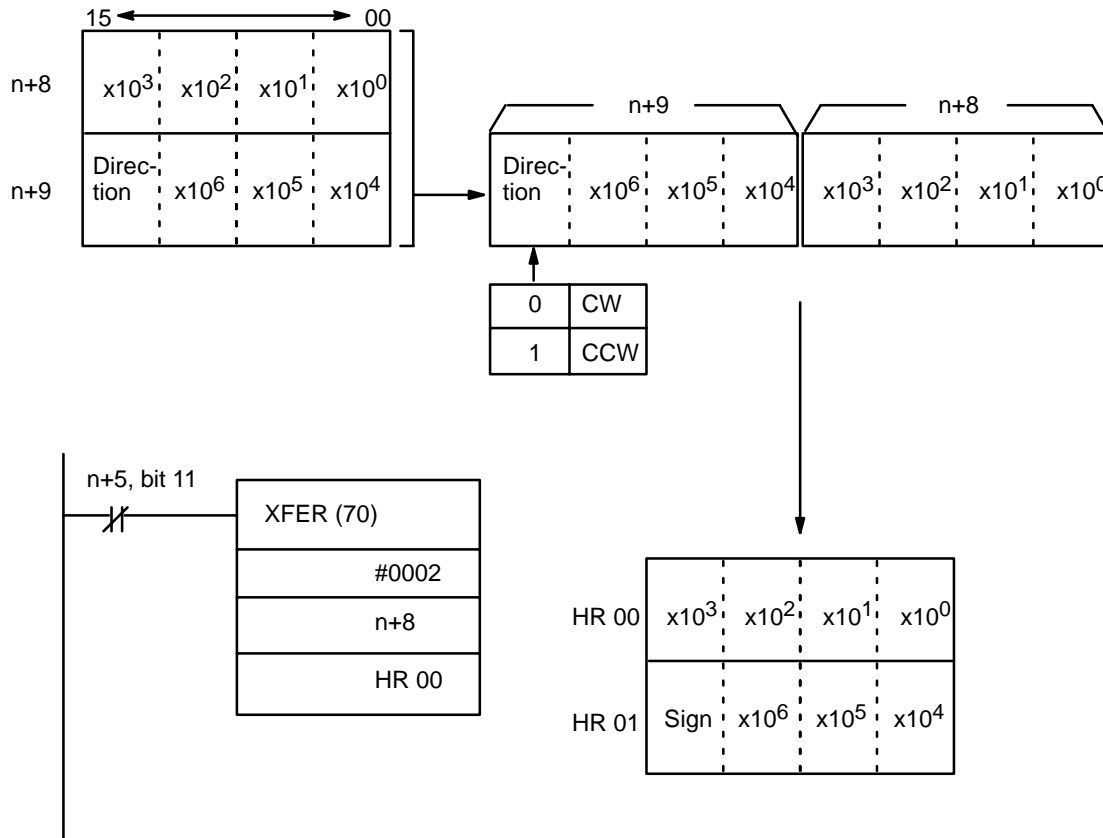 15 00
n+8 x10³ x10² x10¹ x10⁰
n+9 Direc-
tion x10⁶ x10⁵ x10⁴
n+9 n+8
Direc-
tion x10⁶ x10⁵ x10⁴ x10³ x10² x10¹ x10⁰
0 CW
1 CCW
n+5, bit 11
XFER (70)
#0002
n+8
HR 00
HR 00 x10³ x10² x10¹ x10⁰
HR 01 Sign x10⁶ x10⁵ x10⁴